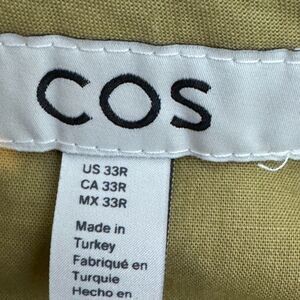 COS
US 33R
CA 33R
MX 33R
Made in
Turkey
Fabriqué en
Turquie
Hecho en